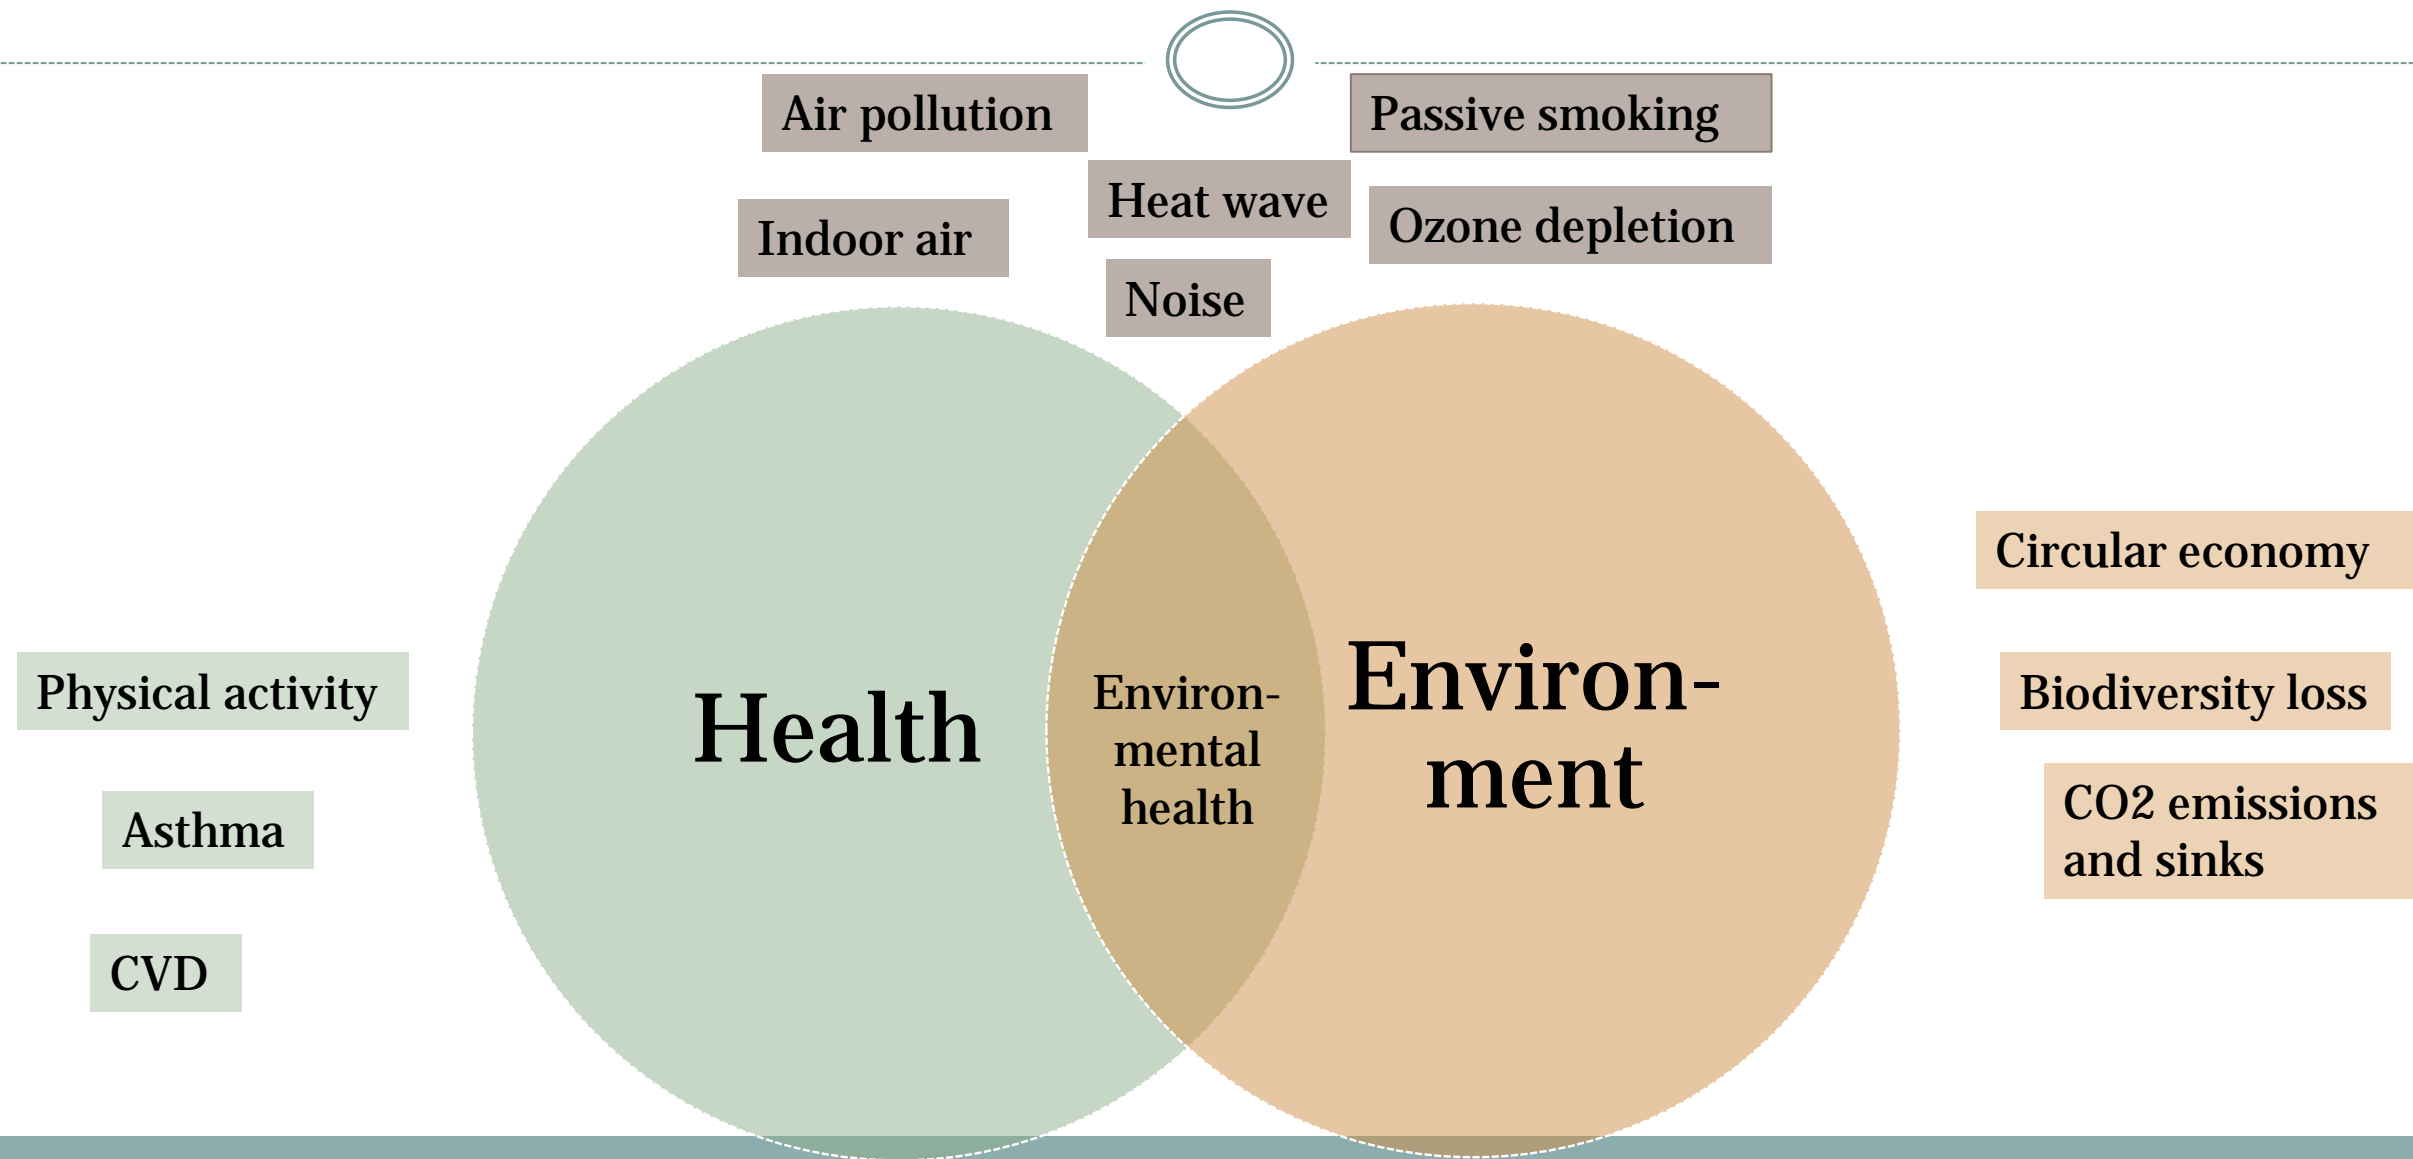 Air pollution
Passive smoking
Heat wave
Indoor air
Ozone depletion
Noise
Physical activity
Asthma
CVD
Health
Environ-
mental
health
Environ-
ment
Circular economy
Biodiversity loss
CO2 emissions
and sinks